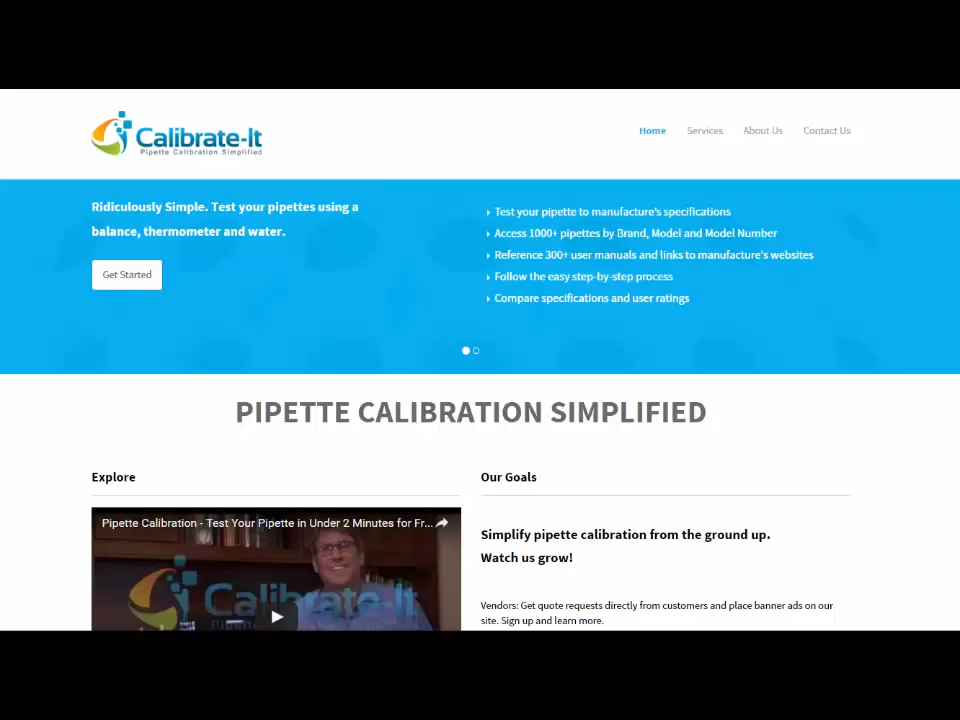 Calibrate-It
Pipette Calibration Simplified
Home Services About Us Contact Us
Ridiculously Simple. Test your pipettes using a
balance, thermometer and water.
Get Started
Test your pipette to manufacture's specifications
Access 1000+ pipettes by Brand, Model and Model Number
Reference 300+ user manuals and links to manufacture's websites
Follow the easy step-by-step process
Compare specifications and user ratings
PIPETTE CALIBRATION SIMPLIFIED
Explore
Pipette Calibration - Test Your Pipette in Under 2 Minutes for Fr...
Calibrate-It
Our Goals
Simplify pipette calibration from the ground up.
Watch us grow!
Vendors: Get quote requests directly from customers and place banner ads on our
site. Sign up and learn more.